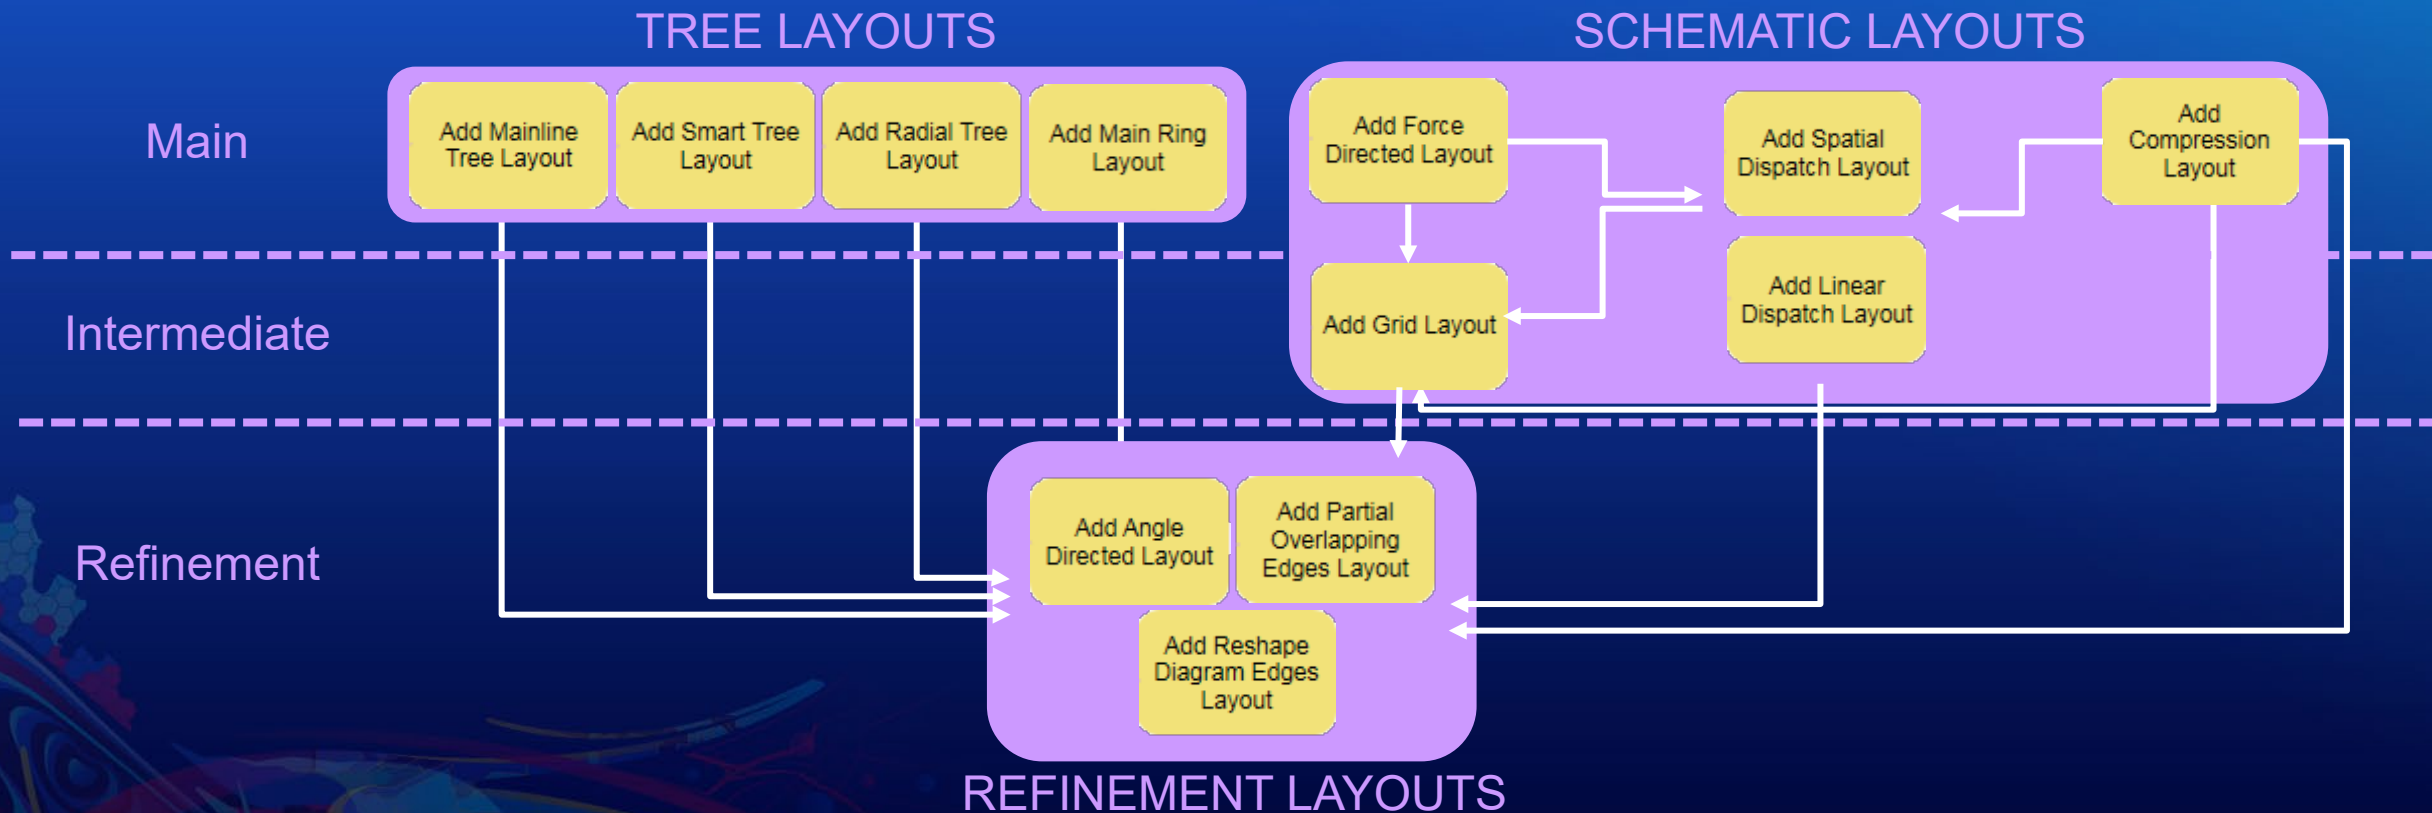 TREE LAYOUTS
SCHEMATIC LAYOUTS
Main
Add Mainline
Tree Layout
Add Smart Tree
Layout
Add Radial Tree
Layout
Add Main Ring
Layout
Add Force
Directed Layout
Add Spatial
Dispatch Layout
Add
Compression
Layout
Intermediate
Add Grid Layout
Add Linear
Dispatch Layout
Refinement
Add Angle
Directed Layout
Add Partial
Overlapping
Edges Layout
Add Reshape
Diagram Edges
Layout
REFINEMENT LAYOUTS